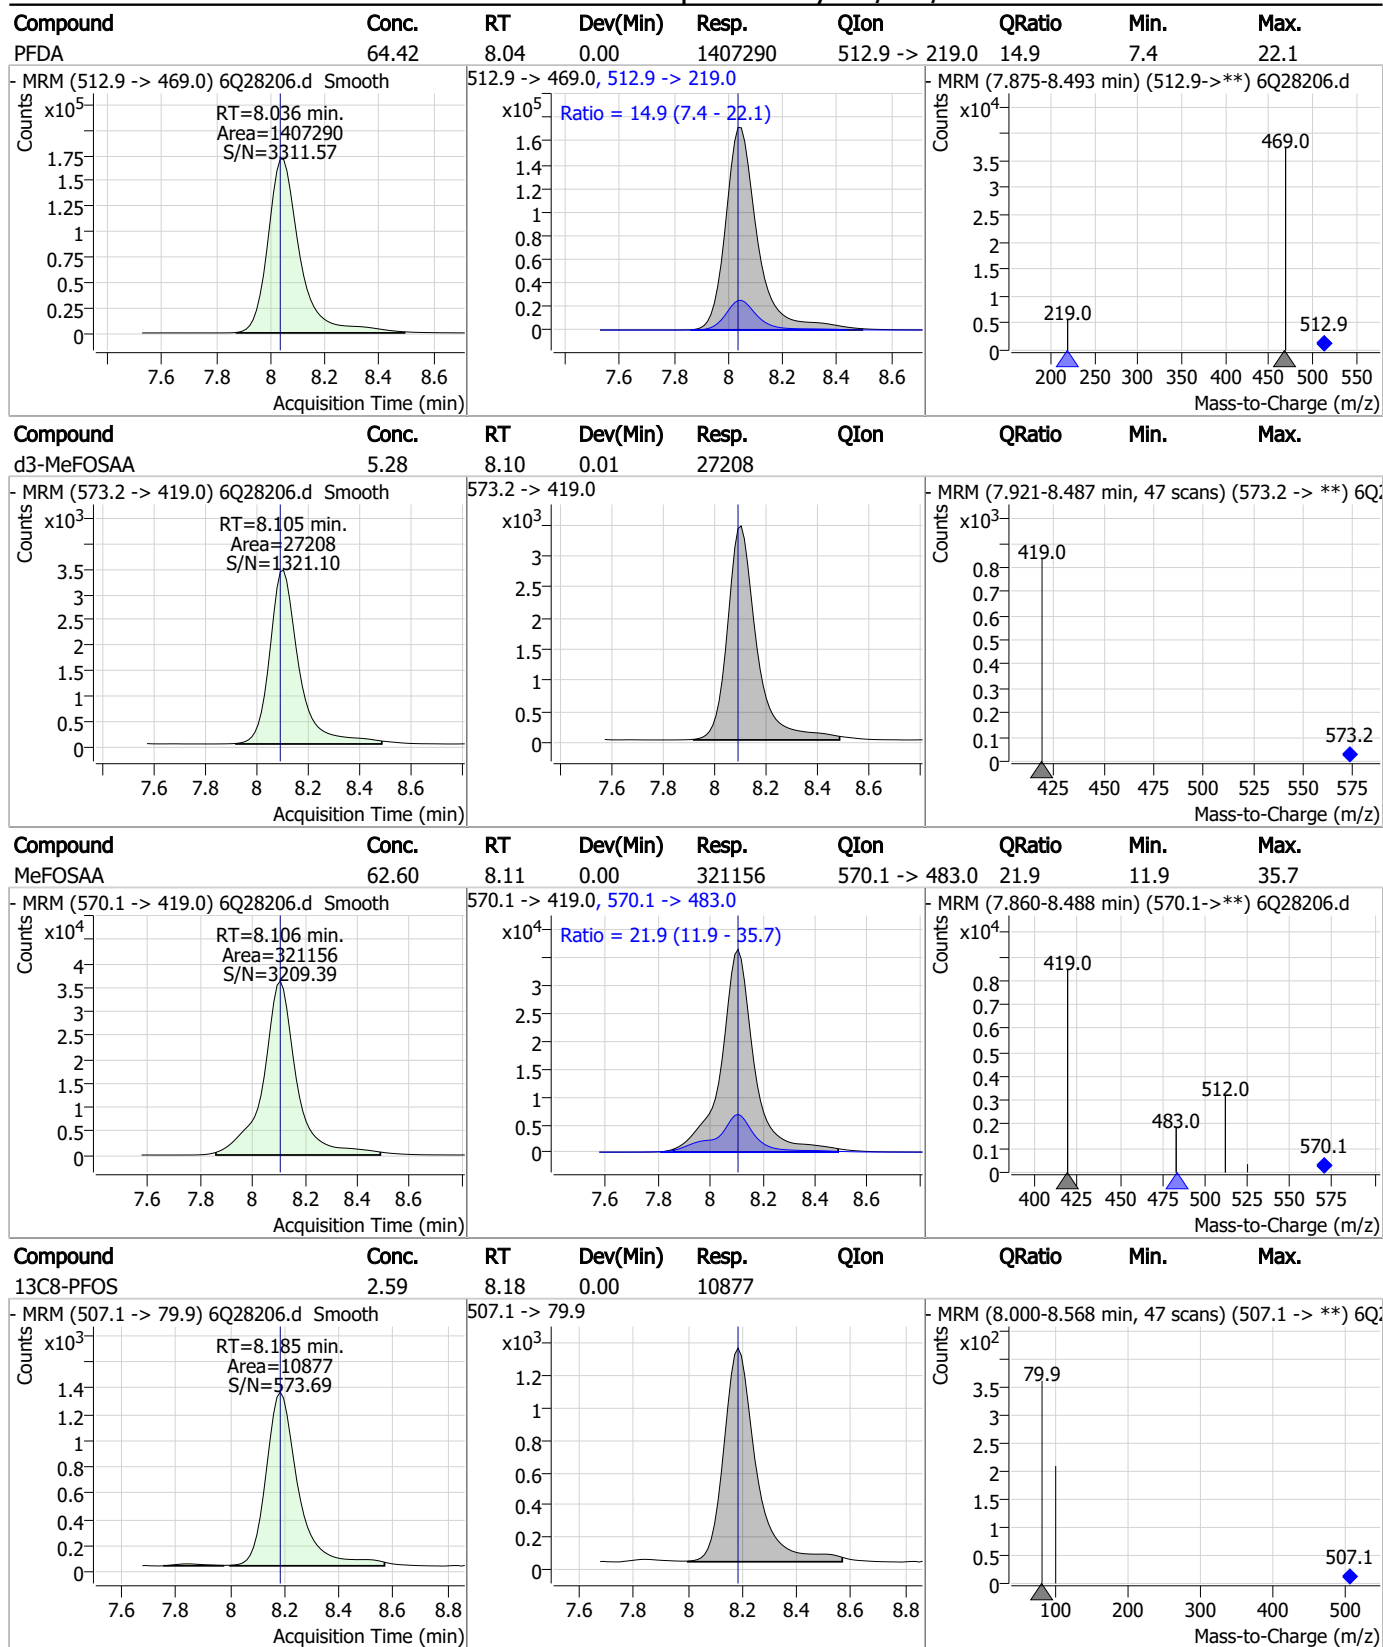 Compound Conc. RT Dev(Min) Resp. QIon QRatio Min. Max.
PFDA 64.42 8.04 0.00 1407290 512.9 -> 219.0 14.9 7.4 22.1
- MRM (512.9 -> 469.0) 6Q28206.d Smooth
Counts
x10^5
RT=8.036 min.
Area=1407290
S/N=3311.57
1.75
1.5
1.25
1
0.75
0.5
0.25
0
7.6 7.8 8 8.2 8.4 8.6
Acquisition Time (min)
512.9 -> 469.0, 512.9 -> 219.0
x10^5
Ratio = 14.9 (7.4 - 22.1)
1.6
1.4
1.2
1
0.8
0.6
0.4
0.2
0
7.6 7.8 8 8.2 8.4 8.6
- MRM (7.875-8.493 min) (512.9->**) 6Q28206.d
Counts
x10^4
469.0
3.5
3
2.5
2
1.5
1
0.5
0
219.0
512.9
200 250 300 350 400 450 500 550
Mass-to-Charge (m/z)
Compound Conc. RT Dev(Min) Resp. QIon QRatio Min. Max.
d3-MeFOSAA 5.28 8.10 0.01 27208
- MRM (573.2 -> 419.0) 6Q28206.d Smooth
Counts
x10^3
RT=8.105 min.
Area=27208
S/N=1321.10
3.5
3
2.5
2
1.5
1
0.5
0
7.6 7.8 8 8.2 8.4 8.6
Acquisition Time (min)
573.2 -> 419.0
x10^3
3
2.5
2
1.5
1
0.5
0
7.6 7.8 8 8.2 8.4 8.6
- MRM (7.921-8.487 min, 47 scans) (573.2 -> **) 6Q2
Counts
x10^3
419.0
0.8
0.7
0.6
0.5
0.4
0.3
0.2
0.1
0
573.2
425 450 475 500 525 550 575
Mass-to-Charge (m/z)
Compound Conc. RT Dev(Min) Resp. QIon QRatio Min. Max.
MeFOSAA 62.60 8.11 0.00 321156 570.1 -> 483.0 21.9 11.9 35.7
- MRM (570.1 -> 419.0) 6Q28206.d Smooth
Counts
x10^4
RT=8.106 min.
Area=321156
S/N=3209.39
4
3.5
3
2.5
2
1.5
1
0.5
0
7.6 7.8 8 8.2 8.4 8.6
Acquisition Time (min)
570.1 -> 419.0, 570.1 -> 483.0
x10^4
Ratio = 21.9 (11.9 - 35.7)
3
2.5
2
1.5
1
0.5
0
7.6 7.8 8 8.2 8.4 8.6
- MRM (7.860-8.488 min) (570.1->**) 6Q28206.d
Counts
x10^4
419.0
0.8
0.7
0.6
0.5
0.4
0.3
0.2
0.1
0
512.0
483.0
570.1
400 425 450 475 500 525 550 575
Mass-to-Charge (m/z)
Compound Conc. RT Dev(Min) Resp. QIon QRatio Min. Max.
13C8-PFOS 2.59 8.18 0.00 10877
- MRM (507.1 -> 79.9) 6Q28206.d Smooth
Counts
x10^3
RT=8.185 min.
Area=10877
S/N=573.69
1.4
1.2
1
0.8
0.6
0.4
0.2
0
7.6 7.8 8 8.2 8.4 8.6 8.8
Acquisition Time (min)
507.1 -> 79.9
x10^3
1.2
1
0.8
0.6
0.4
0.2
0
7.6 7.8 8 8.2 8.4 8.6 8.8
- MRM (8.000-8.568 min, 47 scans) (507.1 -> **) 6Q2
Counts
x10^2
79.9
3.5
3
2.5
2
1.5
1
0.5
0
507.1
100 200 300 400 500
Mass-to-Charge (m/z)